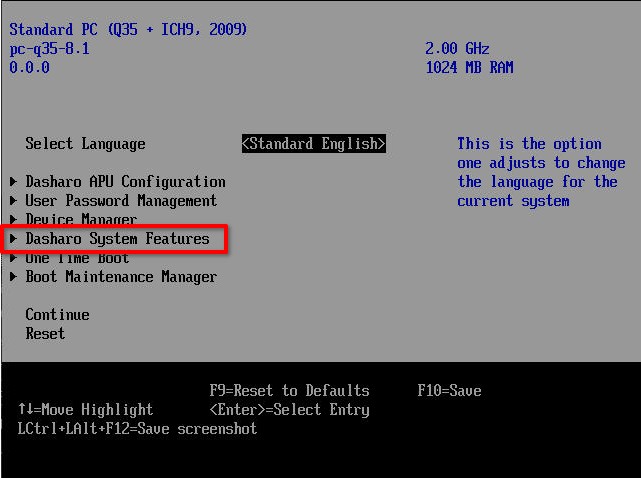 Standard PC (Q35 + ICH9, 2009)
pc-q35-8.1 2.00 GHz
0.0.0 1024 MB RAM
Select Language <Standard English> This is the option
one adjusts to change
▶ Dasharo APU Configuration the language for the
▶ User Password Management current system
▶ Device Manager
▶ Dasharo System Features
▶ One Time Boot
▶ Boot Maintenance Manager
Continue
Reset
F9=Reset to Defaults F10=Save
↑↓=Move Highlight <Enter>=Select Entry
LCtrl+LAlt+F12=Save screenshot